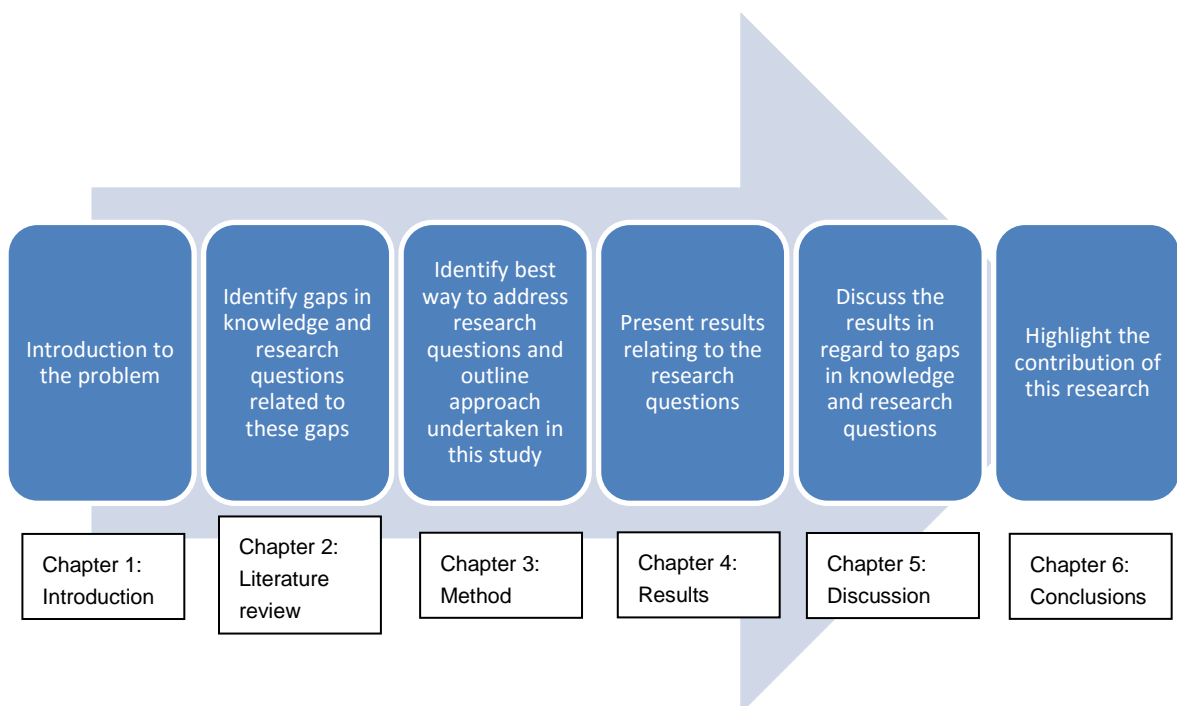 Introduction to
the problem
Identify gaps in
knowledge and
research
questions
related to
these gaps
Identify best
way to address
research
questions and
outline
approach
undertaken in
this study
Present results
relating to the
research
questions
Discuss the
results in
regard to gaps
in knowledge
and research
questions
Highlight the
contribution of
this research
Chapter 1:
Introduction
Chapter 2:
Literature
review
Chapter 3:
Method
Chapter 4:
Results
Chapter 5:
Discussion
Chapter 6:
Conclusions